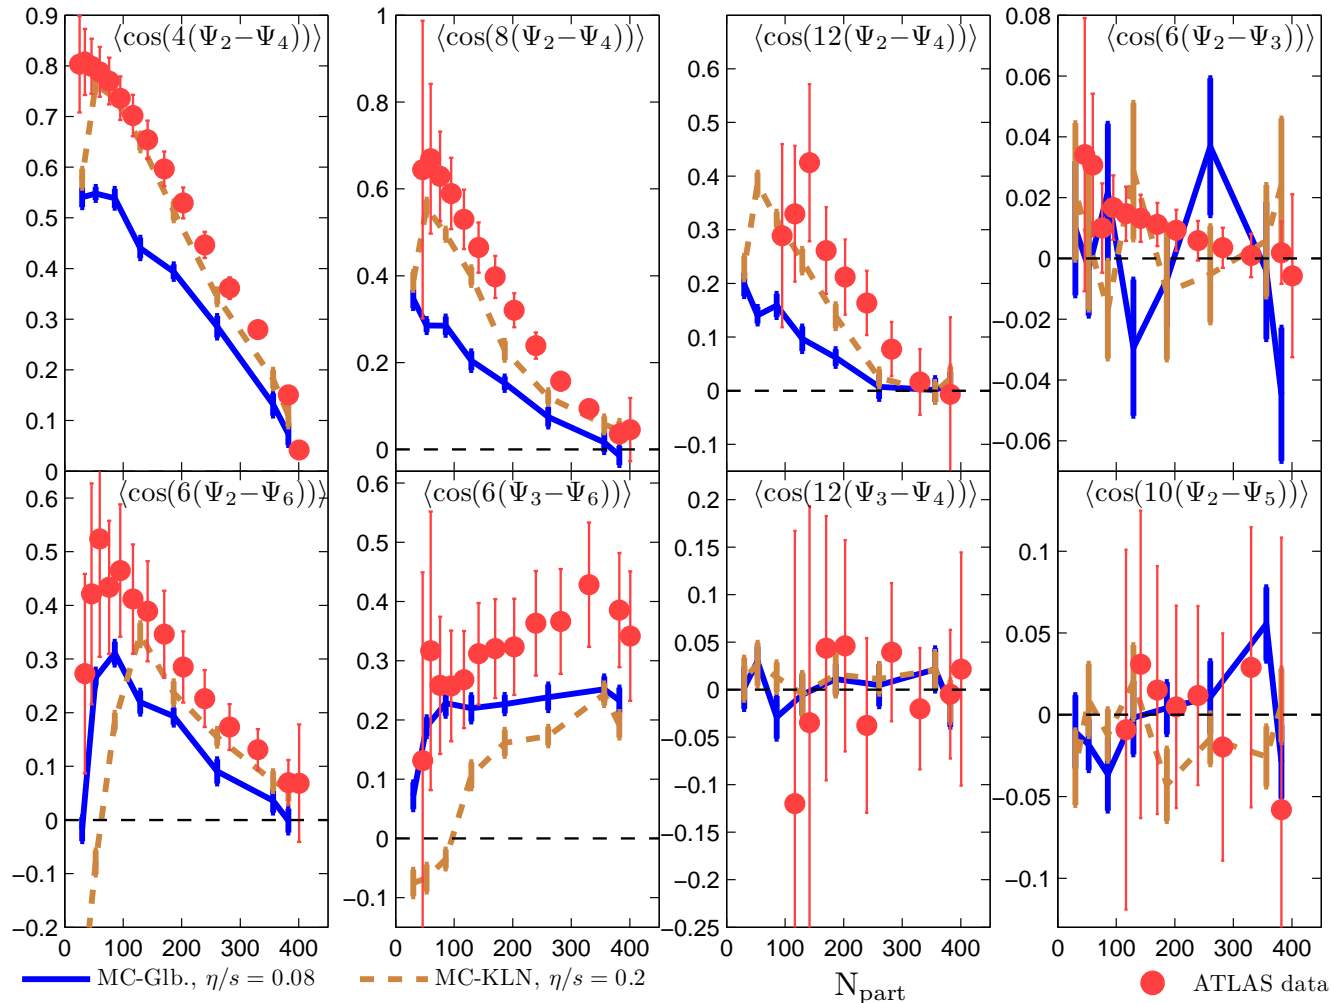 ⟨cos(4(Ψ₂−Ψ₄))⟩ ⟨cos(8(Ψ₂−Ψ₄))⟩ ⟨cos(12(Ψ₂−Ψ₄)⟩ ⟨cos(6(Ψ₂−Ψ₃))⟩
0.9 0.8 0.7 0.6 0.5 0.4 0.3 0.2 0.1 0
1 0.8 0.6 0.4 0.2 0
0.6 0.5 0.4 0.3 0.2 0.1 0 −0.1
0.08 0.06 0.04 0.02 0 −0.02 −0.04 −0.06
⟨cos(6(Ψ₂−Ψ₆))⟩ ⟨cos(6(Ψ₃−Ψ₆))⟩ ⟨cos(12(Ψ₃−Ψ₄))⟩ ⟨cos(10(Ψ₂−Ψ₅))⟩
0.6 0.5 0.4 0.3 0.2 0.1 0 −0.1 −0.2
0.6 0.5 0.4 0.3 0.2 0.1 0 −0.1
0.2 0.15 0.1 0.05 0 −0.05 −0.1 −0.15 −0.2 −0.25
0.1 0.05 0 −0.05 −0.1
0 100 200 300 400 0 100 200 300 400 0 100 200 300 400 0 100 200 300 400
MC-Glb., η/s = 0.08 MC-KLN, η/s = 0.2 N_part ATLAS data